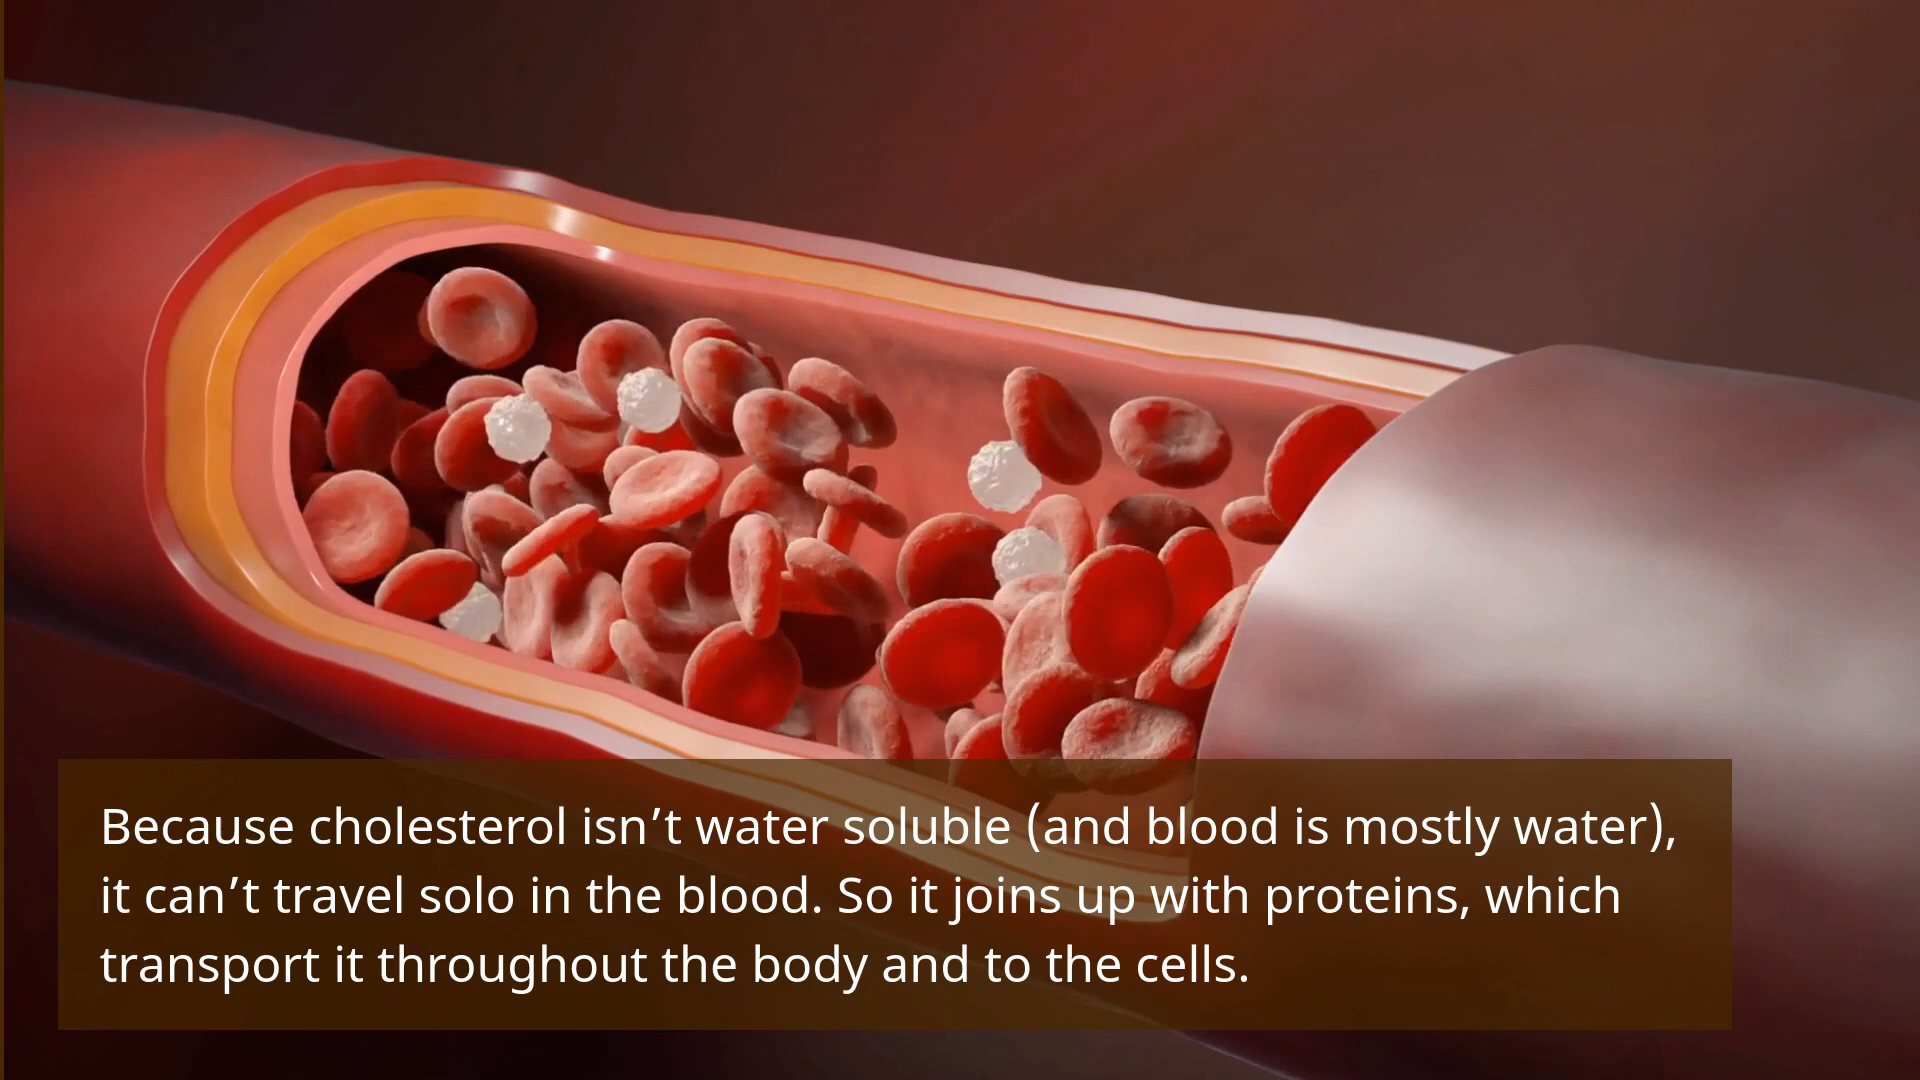 Because cholesterol isn’t water soluble (and blood is mostly water),
it can’t travel solo in the blood. So it joins up with proteins, which
transport it throughout the body and to the cells.